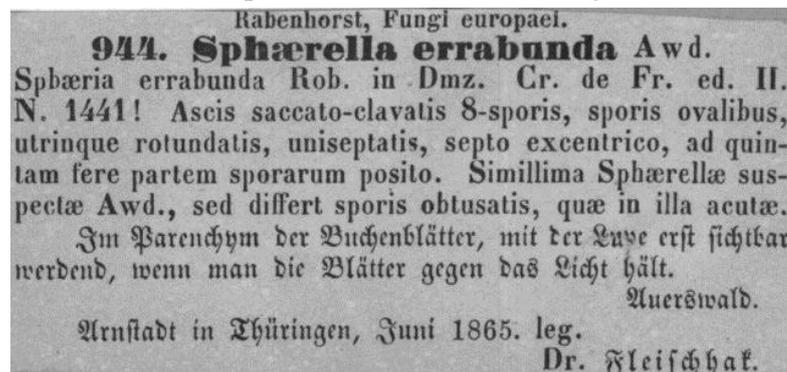 Rabenhorst, Fungi europaei.
944. Sphærella errabunda Awd.
Sphæria errabunda Rob. in Dmz. Cr. de Fr. ed. II.
N. 1441! Ascis saccato-clavatis 8-sporis, sporis ovalibus,
utrinque rotundatis, uniseptatis, septo excentrico, ad quin-
tam fere partem sporarum posito. Simillima Sphærellæ sus-
pectæ Awd., sed differt sporis obtusatis, quæ in illa acutæ.
Im Parenchym der Buchenblätter, mit der Lupe erst sichtbar
werdend, wenn man die Blätter gegen das Licht hält.
Auerswald.
Arnstadt in Thüringen, Juni 1865. leg.
Dr. Fleischhak.